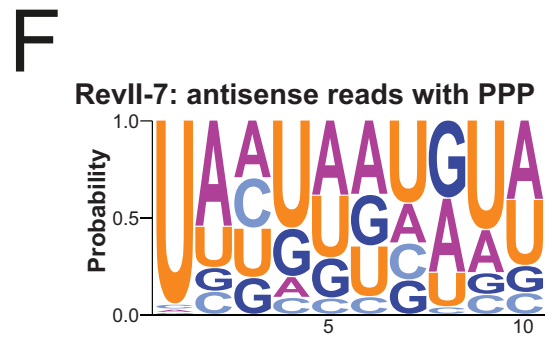 F
RevII-7: antisense reads with PPP
Probability
1.0
0.5
0.0
U A A U A A U G U A
U C U U G A A A U
G U G G U C U G G
C G A C C G C C C
C
5
10